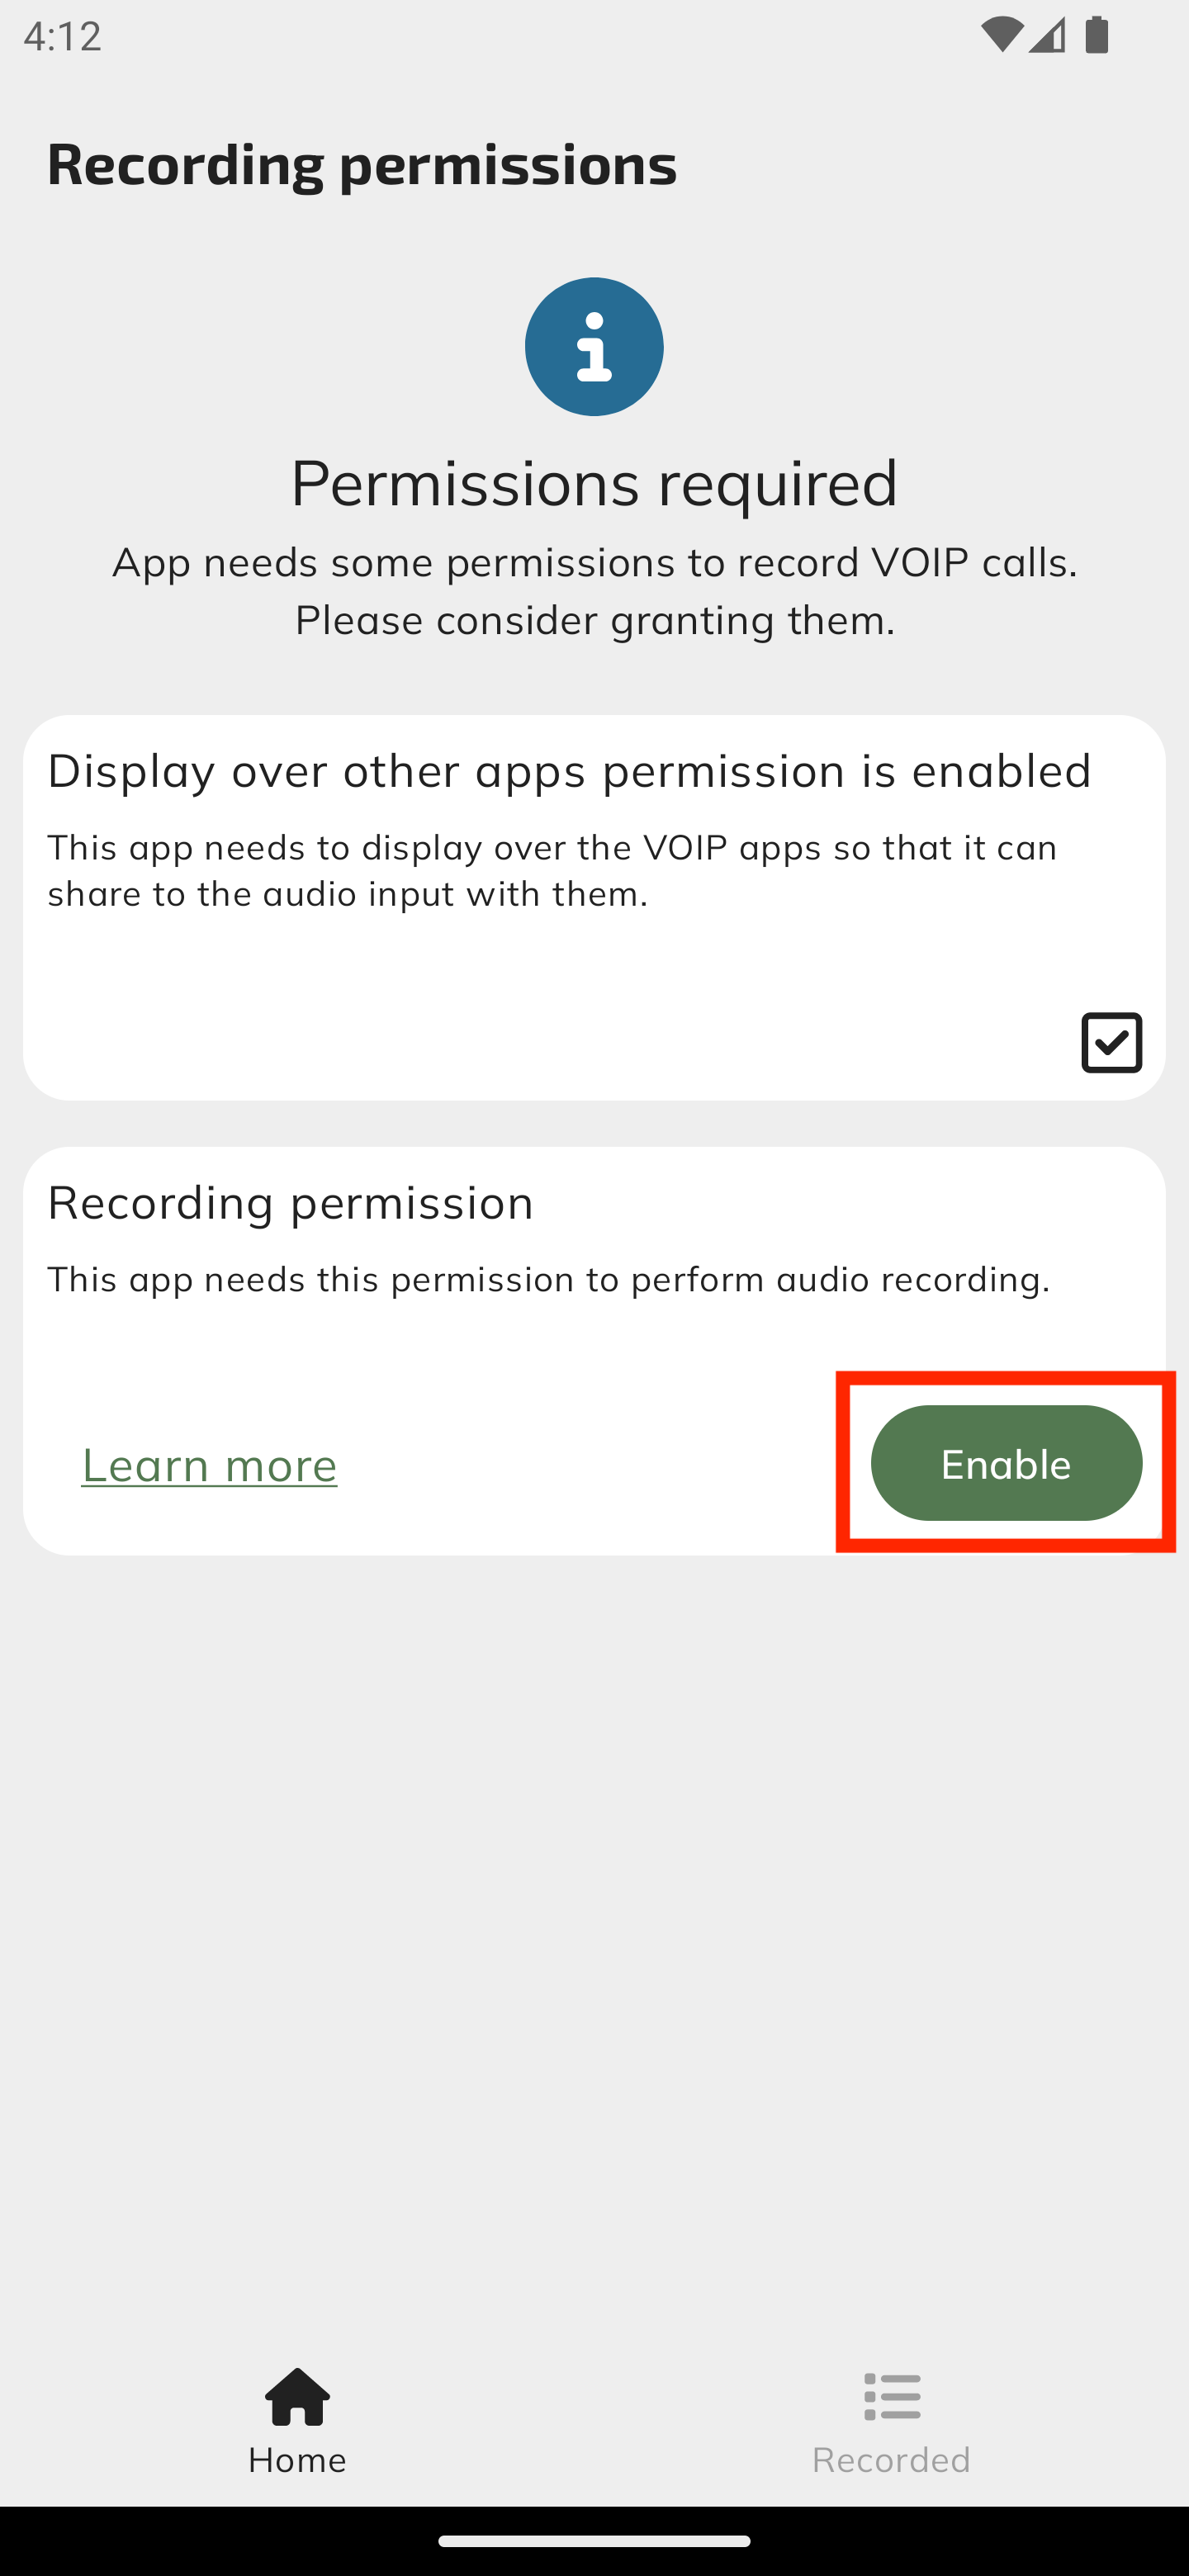 4:12
Recording permissions
Permissions required
App needs some permissions to record VOIP calls.
Please consider granting them.
Display over other apps permission is enabled
This app needs to display over the VOIP apps so that it can
share to the audio input with them.
Recording permission
This app needs this permission to perform audio recording.
Learn more
Enable
Home
Recorded